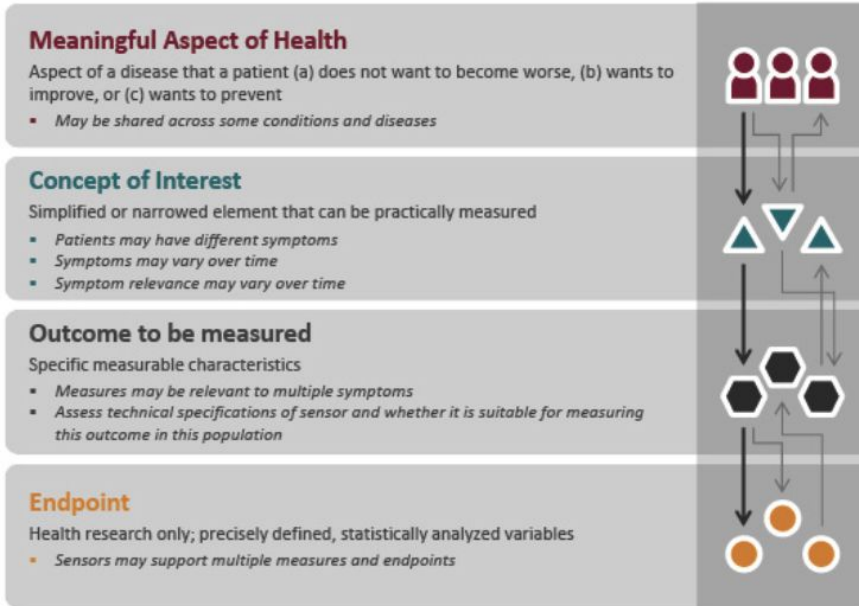 Meaningful Aspect of Health
Aspect of a disease that a patient (a) does not want to become worse, (b) wants to
improve, or (c) wants to prevent
▪ May be shared across some conditions and diseases
Concept of Interest
Simplified or narrowed element that can be practically measured
▪ Patients may have different symptoms
▪ Symptoms may vary over time
▪ Symptom relevance may vary over time
Outcome to be measured
Specific measurable characteristics
▪ Measures may be relevant to multiple symptoms
▪ Assess technical specifications of sensor and whether it is suitable for measuring
this outcome in this population
Endpoint
Health research only; precisely defined, statistically analyzed variables
▪ Sensors may support multiple measures and endpoints